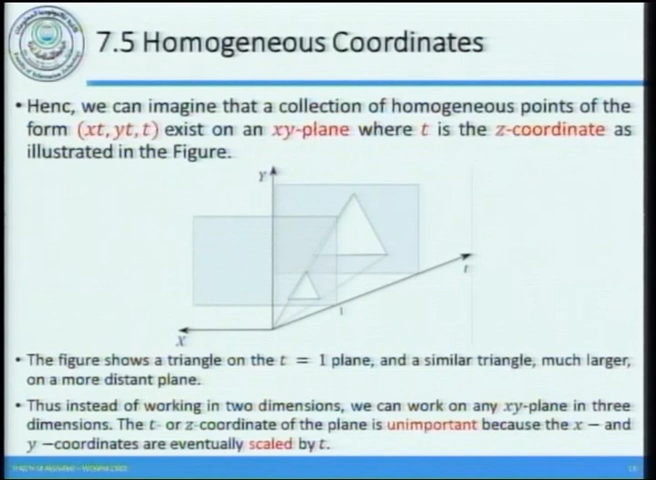 7.5 Homogeneous Coordinates
• Henc, we can imagine that a collection of homogeneous points of the
form (xt, yt, t) exist on an xy-plane where t is the z-coordinate as
illustrated in the Figure.
Y
t
1
X
• The figure shows a triangle on the t = 1 plane, and a similar triangle, much larger,
on a more distant plane.
• Thus instead of working in two dimensions, we can work on any xy-plane in three
dimensions. The t- or z-coordinate of the plane is unimportant because the x − and
y −coordinates are eventually scaled by t.